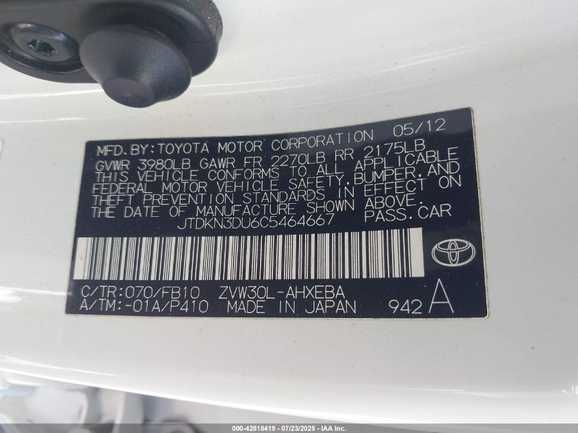 MFD. BY: TOYOTA MOTOR CORPORATION 05/12
GVWR 3980LB GAWR FR 2270LB RR 2175LB
THIS VEHICLE CONFORMS TO ALL APPLICABLE
FEDERAL MOTOR VEHICLE SAFETY, BUMPER, AND
THEFT PREVENTION STANDARDS IN EFFECT ON
THE DATE OF MANUFACTURE SHOWN ABOVE.
JTDKN3DU6C5464667 PASS. CAR
C/TR: 070/FB10 ZVW30L-AHXEBA
A/TM: -01A/P410 MADE IN JAPAN 942 A
000-42818419 - 07/23/2025 - IAA Inc.